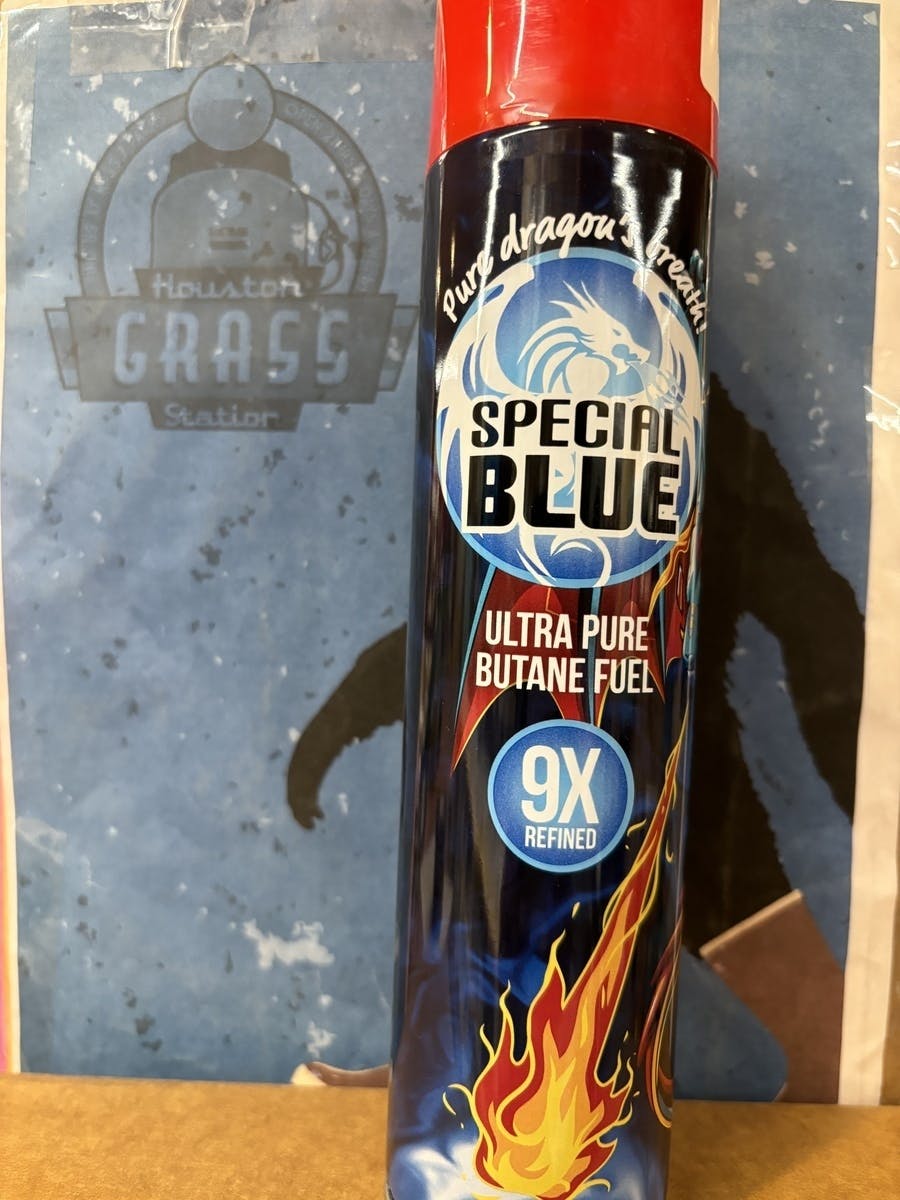 Pure dragon's breath!
SPECIAL
BLUE
ULTRA PURE
BUTANE FUEL
9X
REFINED
Houston
GRASS
Station